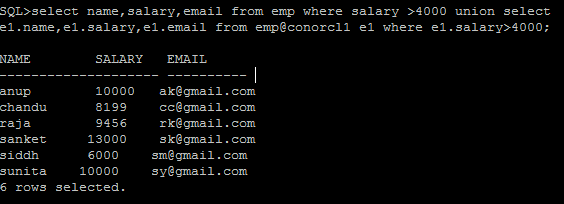 SQL>select name,salary,email from emp where salary >4000 union select
e1.name,e1.salary,e1.email from emp@conorcl1 e1 where e1.salary>4000;
NAME SALARY EMAIL
-------------------- ----------
anup 10000 ak@gmail.com
chandu 8199 cc@gmail.com
raja 9456 rk@gmail.com
sanket 13000 sk@gmail.com
siddh 6000 sm@gmail.com
sunita 10000 sy@gmail.com
6 rows selected.